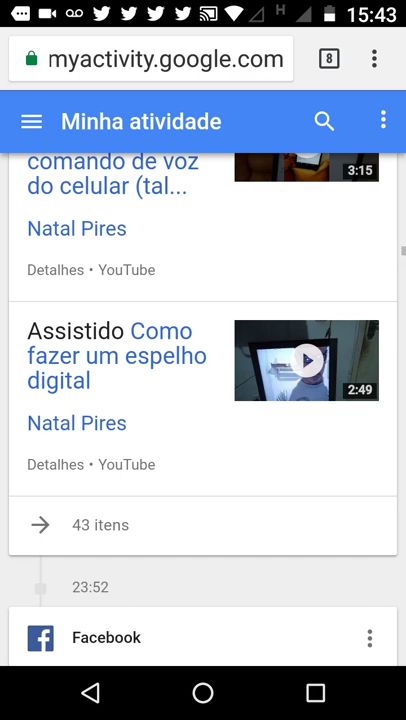 H 15:43
myactivity.google.com 8
Minha atividade
comando de voz
do celular (tal...
3:15
Natal Pires
Detalhes • YouTube
Assistido Como
fazer um espelho
digital
2:49
Natal Pires
Detalhes • YouTube
43 itens
23:52
Facebook